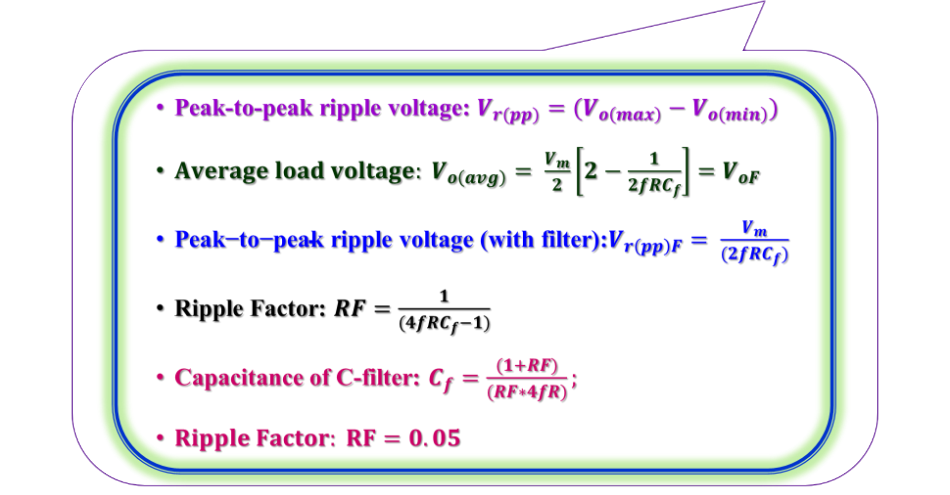 • Peak-to-peak ripple voltage: V_{r(pp)} = (V_{o(max)} − V_{o(min)})
• Average load voltage: V_{o(avg)} = \frac{V_m}{2}\left[2 − \frac{1}{2fRC_f}\right] = V_{oF}
• Peak−to−peak ripple voltage (with filter):V_{r(pp)F} = \frac{V_m}{(2fRC_f)}
• Ripple Factor: RF = \frac{1}{(4fRC_f−1)}
• Capacitance of C-filter: C_f = \frac{(1+RF)}{(RF*4fR)};
• Ripple Factor: RF = 0.05